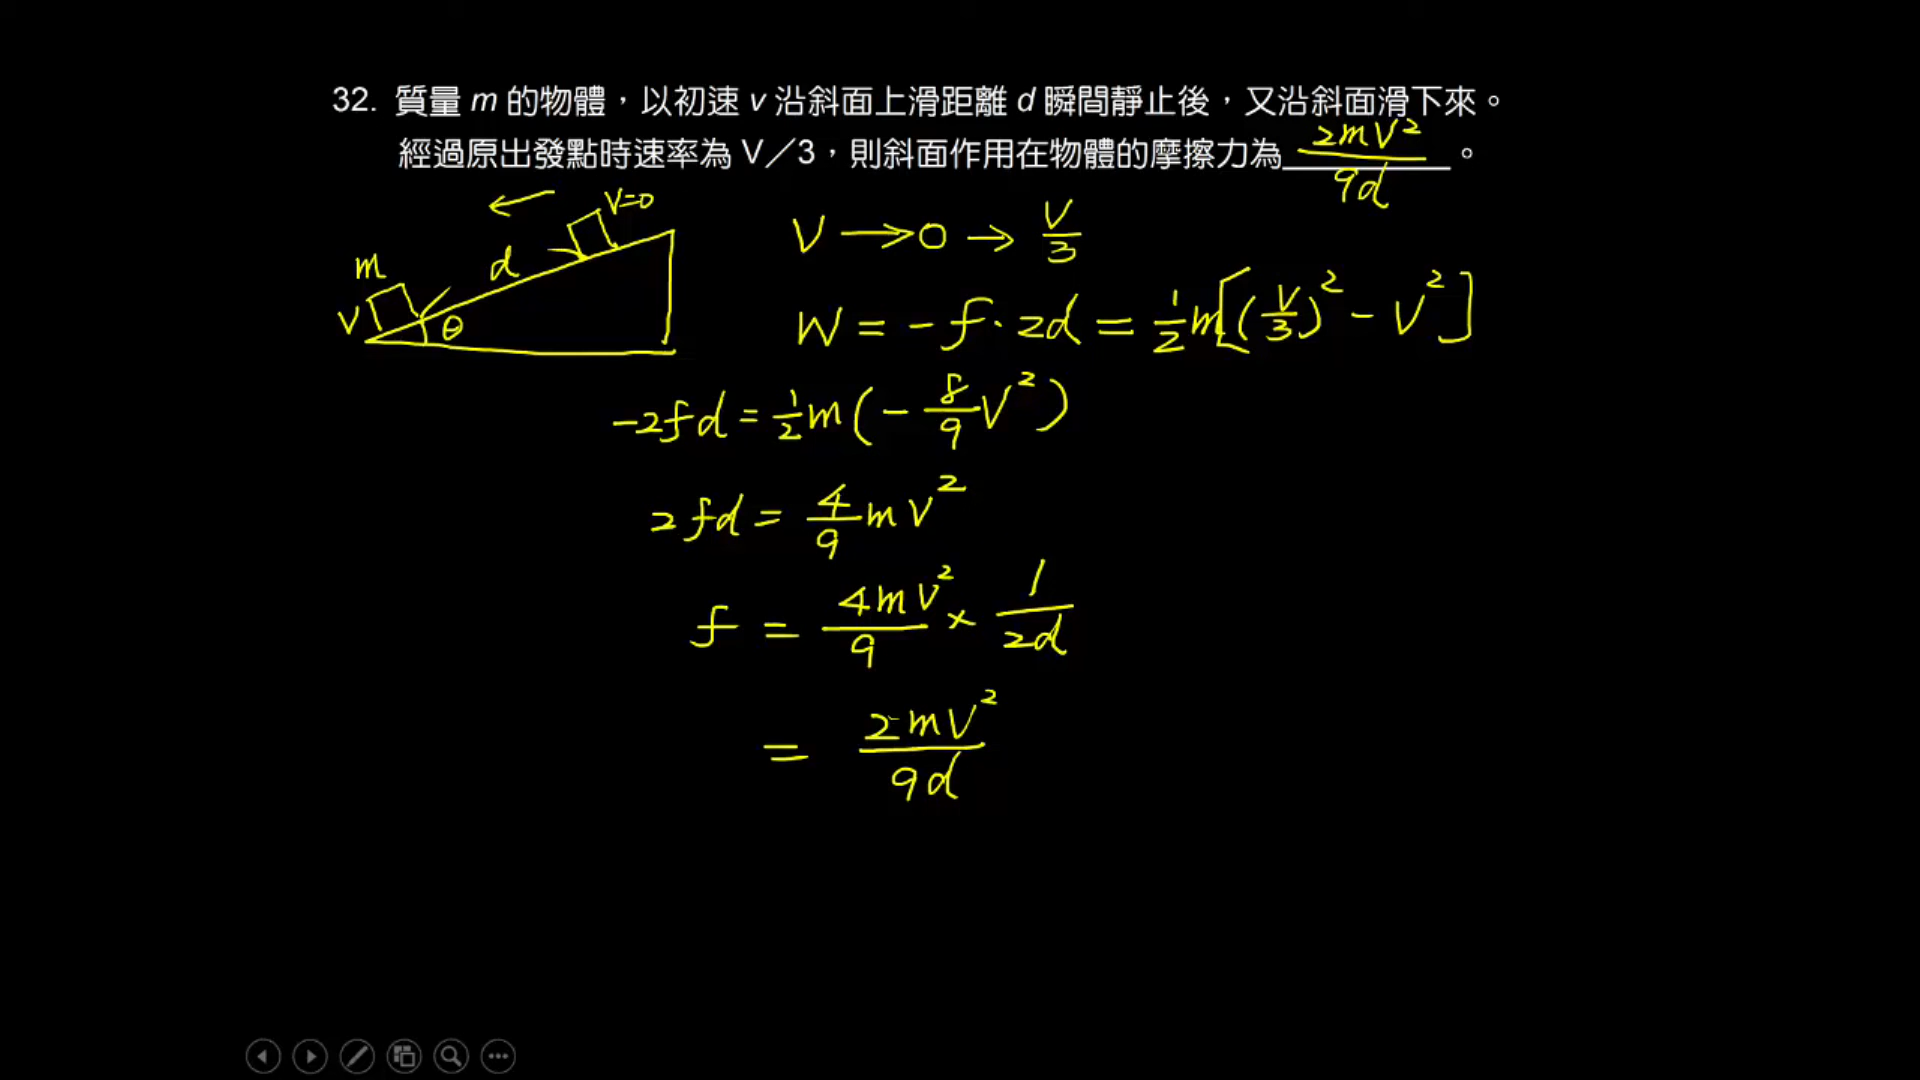 32. 質量 m 的物體，以初速 v 沿斜面上滑距離 d 瞬間靜止後，又沿斜面滑下來。
經過原出發點時速率為 V／3，則斜面作用在物體的摩擦力為 2mV²/9d 。
V=0
d
m
V
θ
V → 0 → V/3
W = -f · 2d = 1/2 m[(V/3)² - V²]
-2fd = 1/2 m(-8/9 V²)
2fd = 4/9 mV²
f = 4mV²/9 × 1/2d
= 2mV²/9d